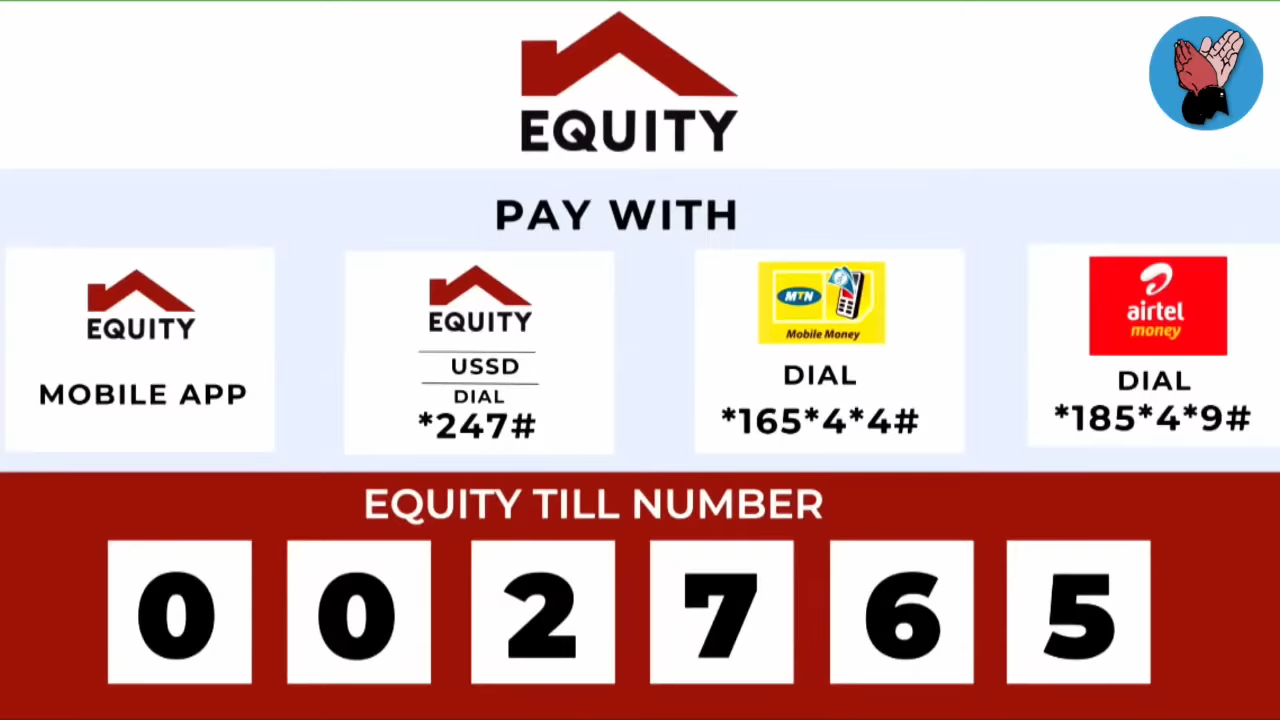 EQUITY
PAY WITH
EQUITY
MOBILE APP
EQUITY
USSD
DIAL
*247#
MTN
Mobile Money
DIAL
*165*4*4#
airtel
money
DIAL
*185*4*9#
EQUITY TILL NUMBER
0 0 2 7 6 5